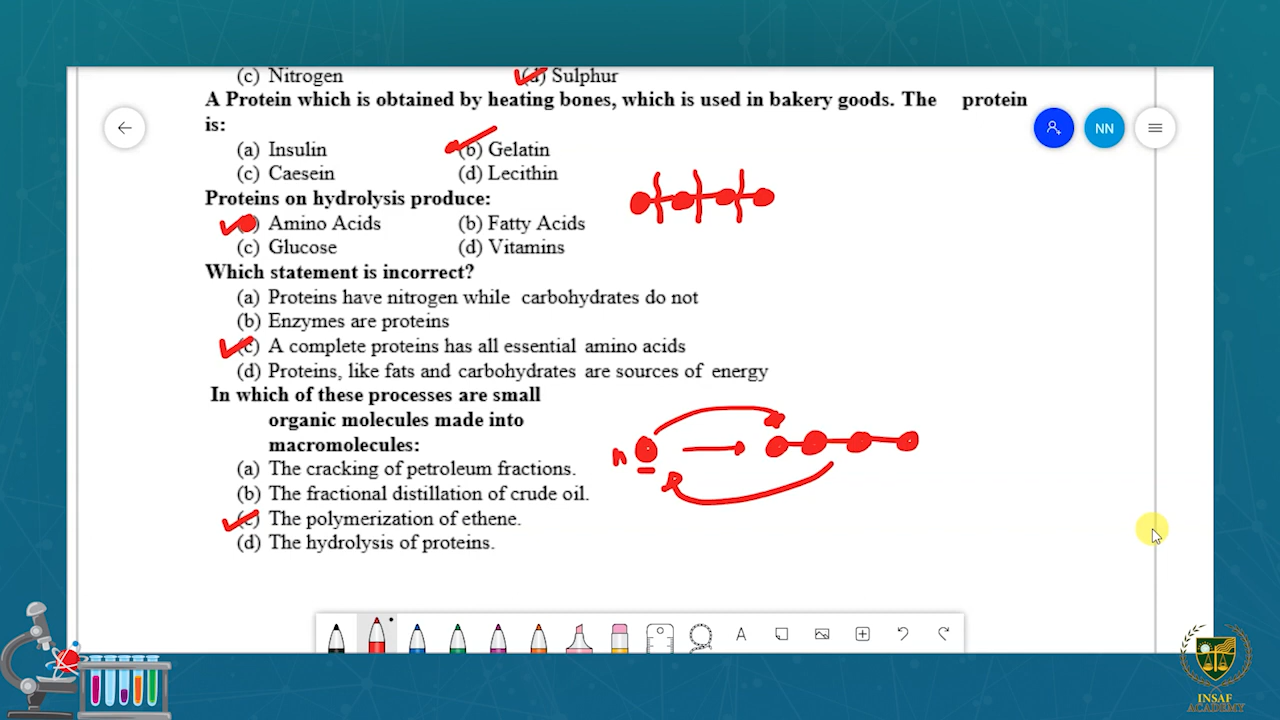 (c) Nitrogen (d) Sulphur
A Protein which is obtained by heating bones, which is used in bakery goods. The protein
is:
(a) Insulin (b) Gelatin
(c) Caesein (d) Lecithin
Proteins on hydrolysis produce:
Amino Acids (b) Fatty Acids
(c) Glucose (d) Vitamins
Which statement is incorrect?
(a) Proteins have nitrogen while carbohydrates do not
(b) Enzymes are proteins
(c) A complete proteins has all essential amino acids
(d) Proteins, like fats and carbohydrates are sources of energy
In which of these processes are small
organic molecules made into
macromolecules:
n
(a) The cracking of petroleum fractions.
(b) The fractional distillation of crude oil.
(c) The polymerization of ethene.
(d) The hydrolysis of proteins.
NN
A
INSAF
ACADEMY